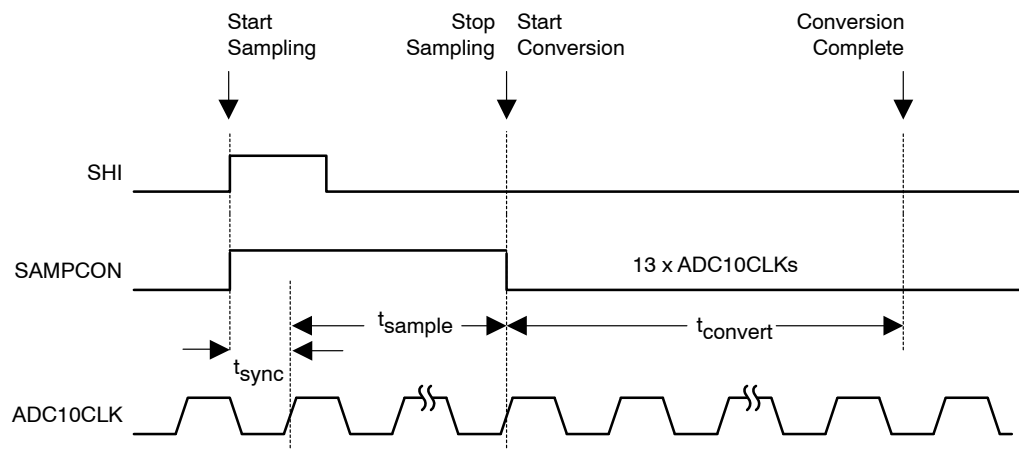 Start
Sampling
Stop
Sampling
Start
Conversion
Conversion
Complete
SHI
SAMPCON
13 x ADC10CLKs
tsample
tconvert
tsync
ADC10CLK